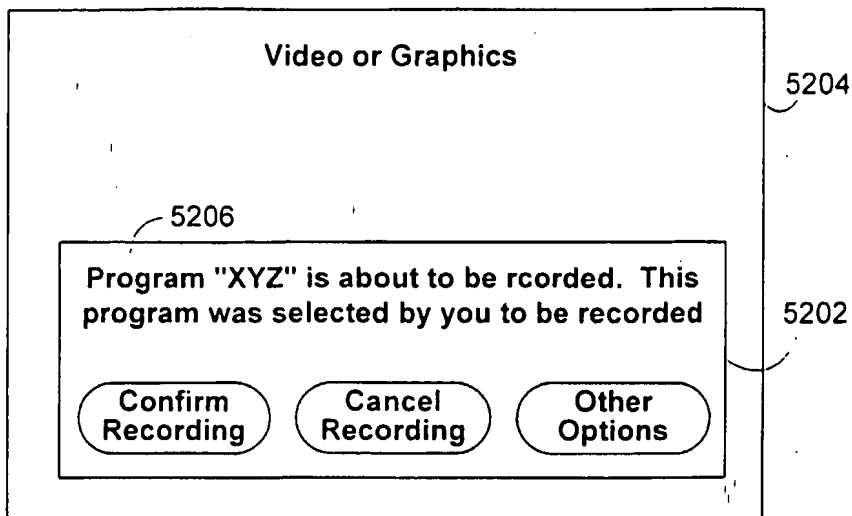 Video or Graphics
5204
5206
Program "XYZ" is about to be rcorded. This
program was selected by you to be recorded
5202
Confirm
Recording
Cancel
Recording
Other
Options